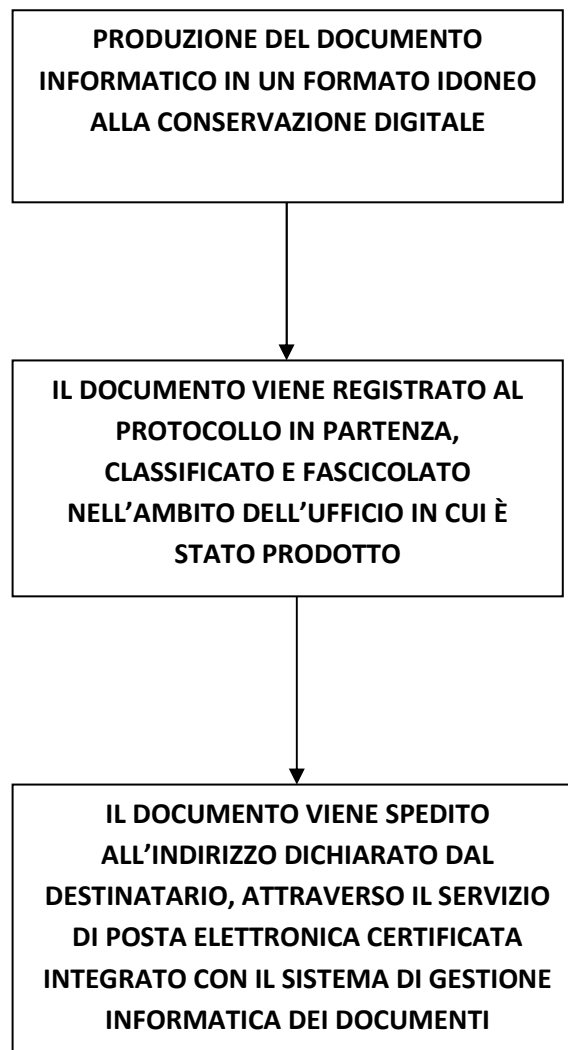 PRODUZIONE DEL DOCUMENTO
INFORMATICO IN UN FORMATO IDONEO
ALLA CONSERVAZIONE DIGITALE
IL DOCUMENTO VIENE REGISTRATO AL
PROTOCOLLO IN PARTENZA,
CLASSIFICATO E FASCICOLATO
NELL’AMBITO DELL’UFFICIO IN CUI È
STATO PRODOTTO
IL DOCUMENTO VIENE SPEDITO
ALL’INDIRIZZO DICHIARATO DAL
DESTINATARIO, ATTRAVERSO IL SERVIZIO
DI POSTA ELETTRONICA CERTIFICATA
INTEGRATO CON IL SISTEMA DI GESTIONE
INFORMATICA DEI DOCUMENTI